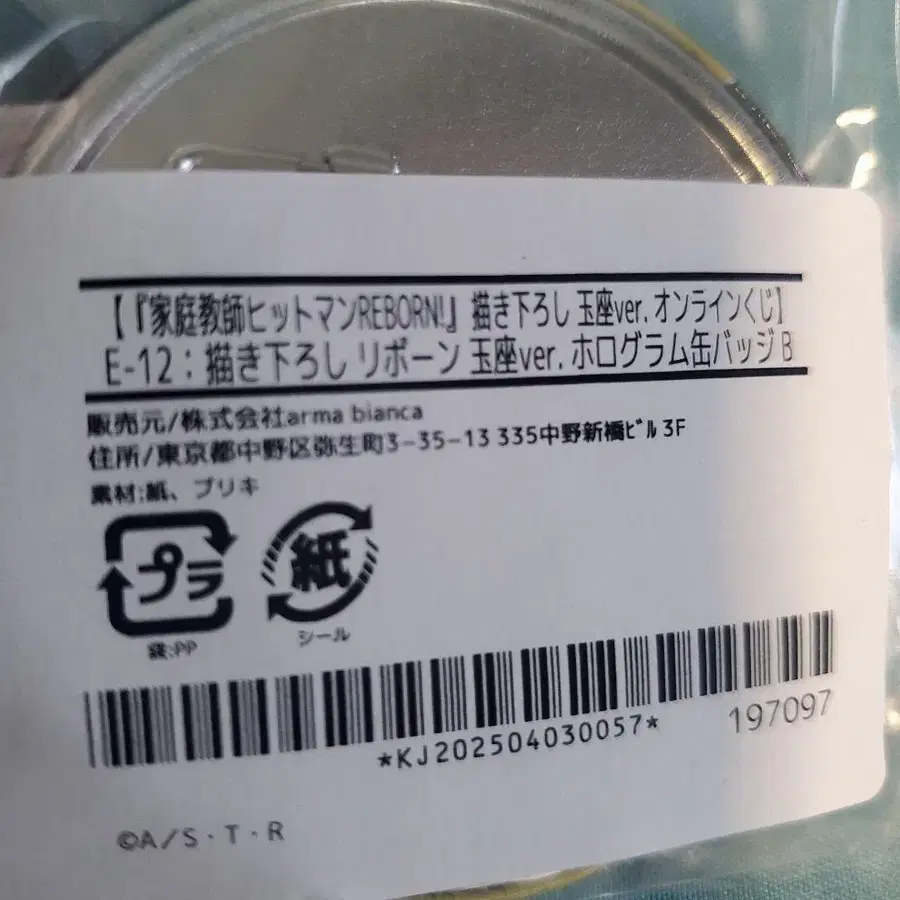 【『家庭教師ヒットマンREBORN!』 描き下ろし 玉座ver. オンラインくじ】
E-12：描き下ろし リボーン 玉座ver. ホログラム缶バッジ B
販売元/株式会社arma bianca
住所/東京都中野区弥生町3-35-13 335中野新橋ﾋﾞﾙ 3F
素材:紙、ブリキ
プラ 紙
袋:PP シール
*KJ202504030057* 197097
©A/S・T・R